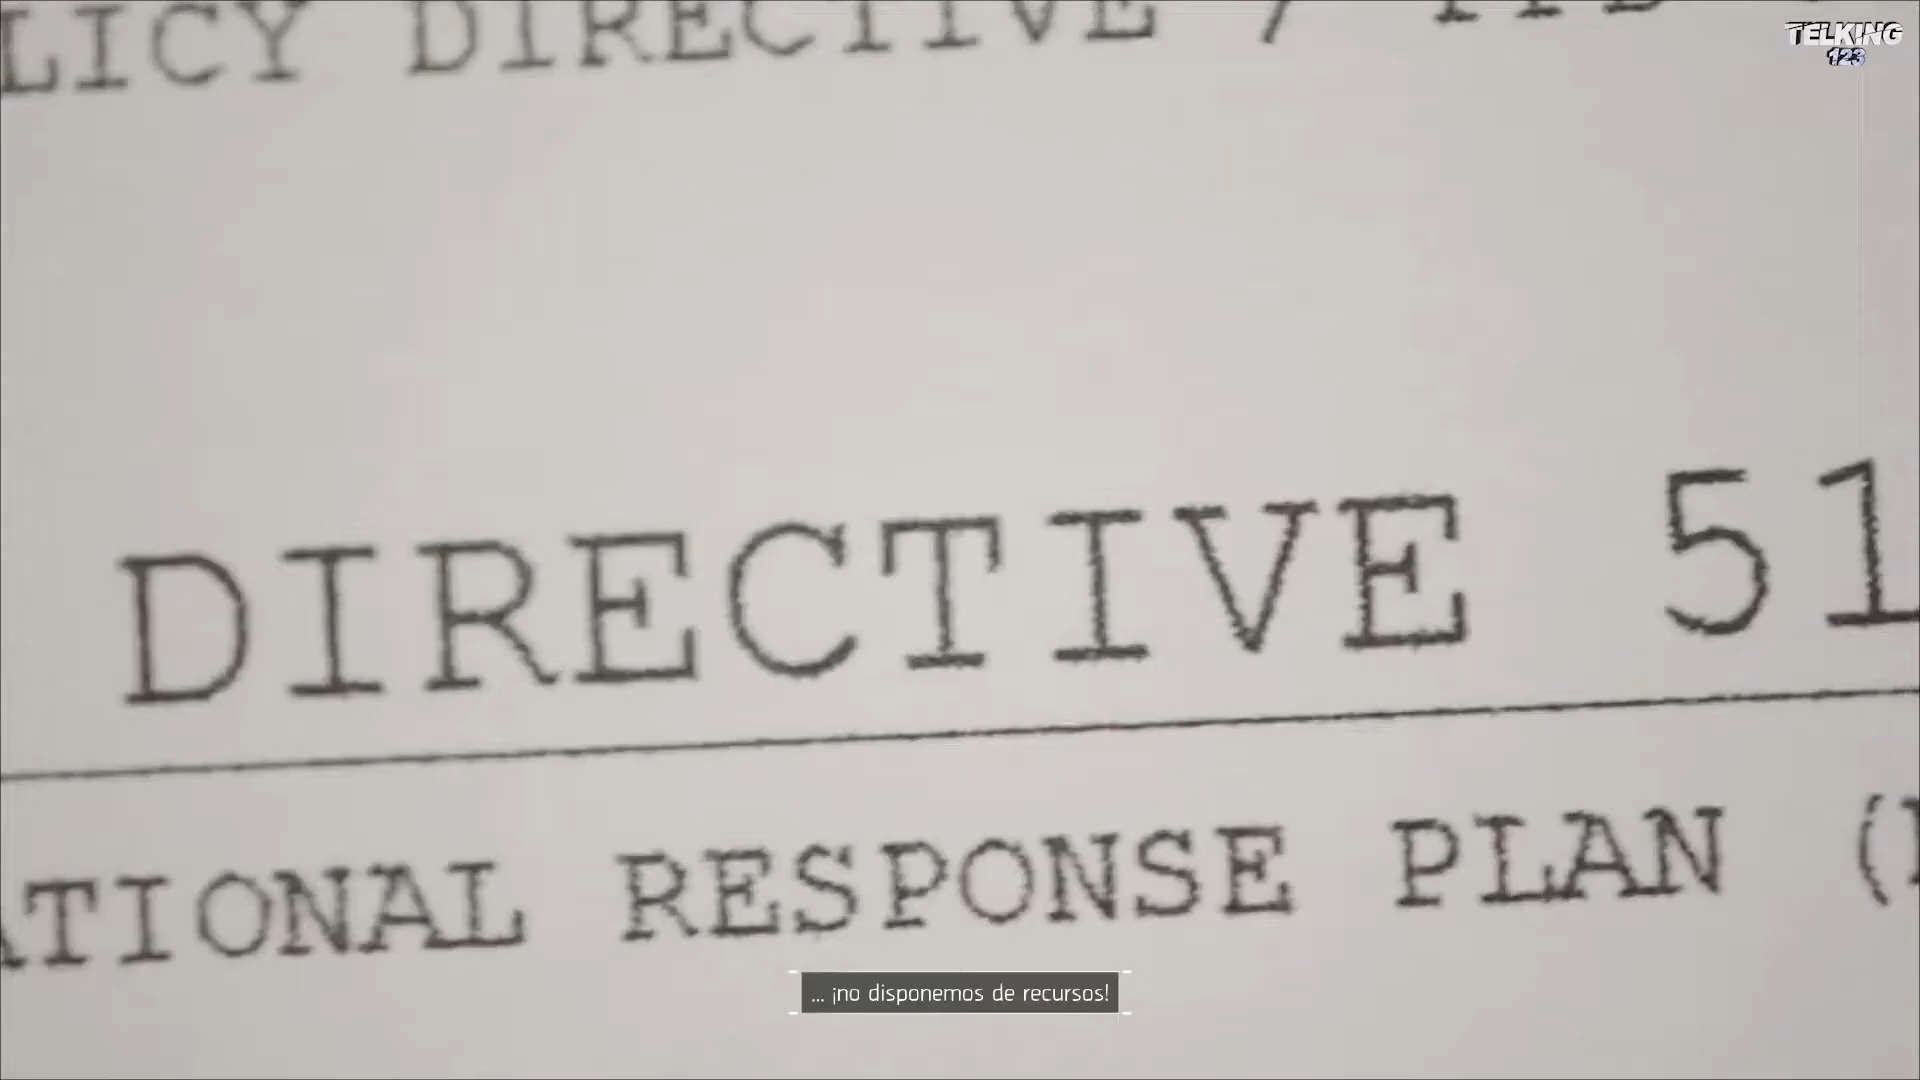 LICY DIRECTIVE /
TELKING
123
DIRECTIVE 51
ATIONAL RESPONSE PLAN (
... ¡no disponemos de recursos!